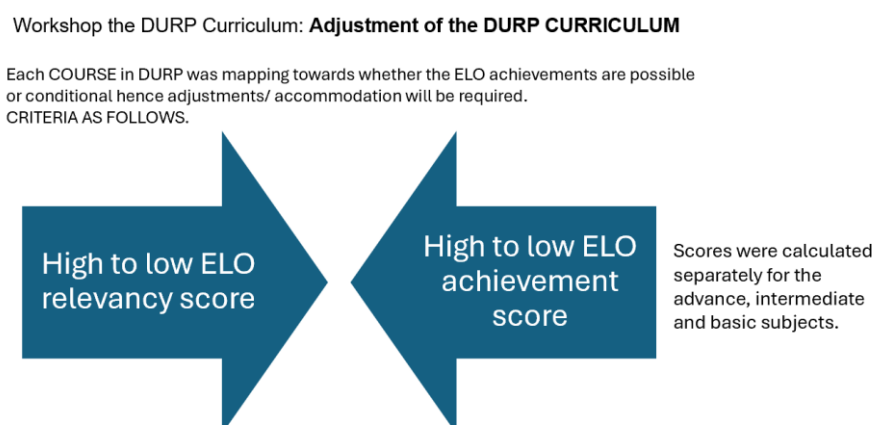 Workshop the DURP Curriculum: Adjustment of the DURP CURRICULUM
Each COURSE in DURP was mapping towards whether the ELO achievements are possible
or conditional hence adjustments/ accommodation will be required.
CRITERIA AS FOLLOWS.
High to low ELO
relevancy score
High to low ELO
achievement
score
Scores were calculated
separately for the
advance, intermediate
and basic subjects.